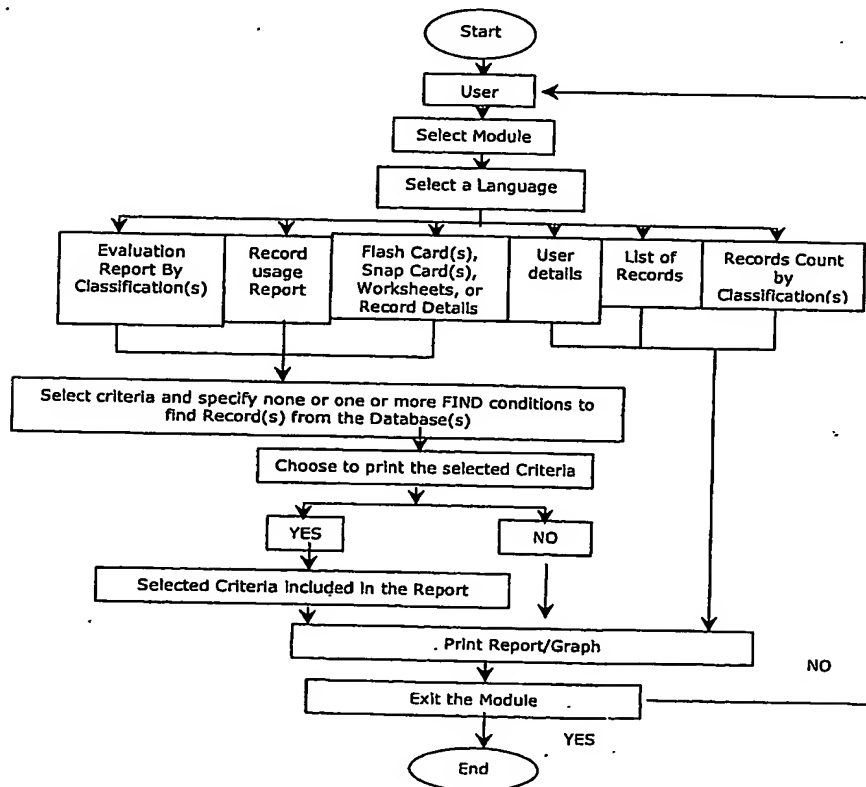 Start
User
Select Module
Select a Language
Evaluation
Report By
Classification(s)
Record
usage
Report
Flash Card(s),
Snap Card(s),
Worksheets, or
Record Details
User
details
List of
Records
Records Count
by
Classification(s)
Select criteria and specify none or one or more FIND conditions to
find Record(s) from the Database(s)
Choose to print the selected Criteria
YES
NO
Selected Criteria included in the Report
. Print Report/Graph
NO
Exit the Module
YES
End